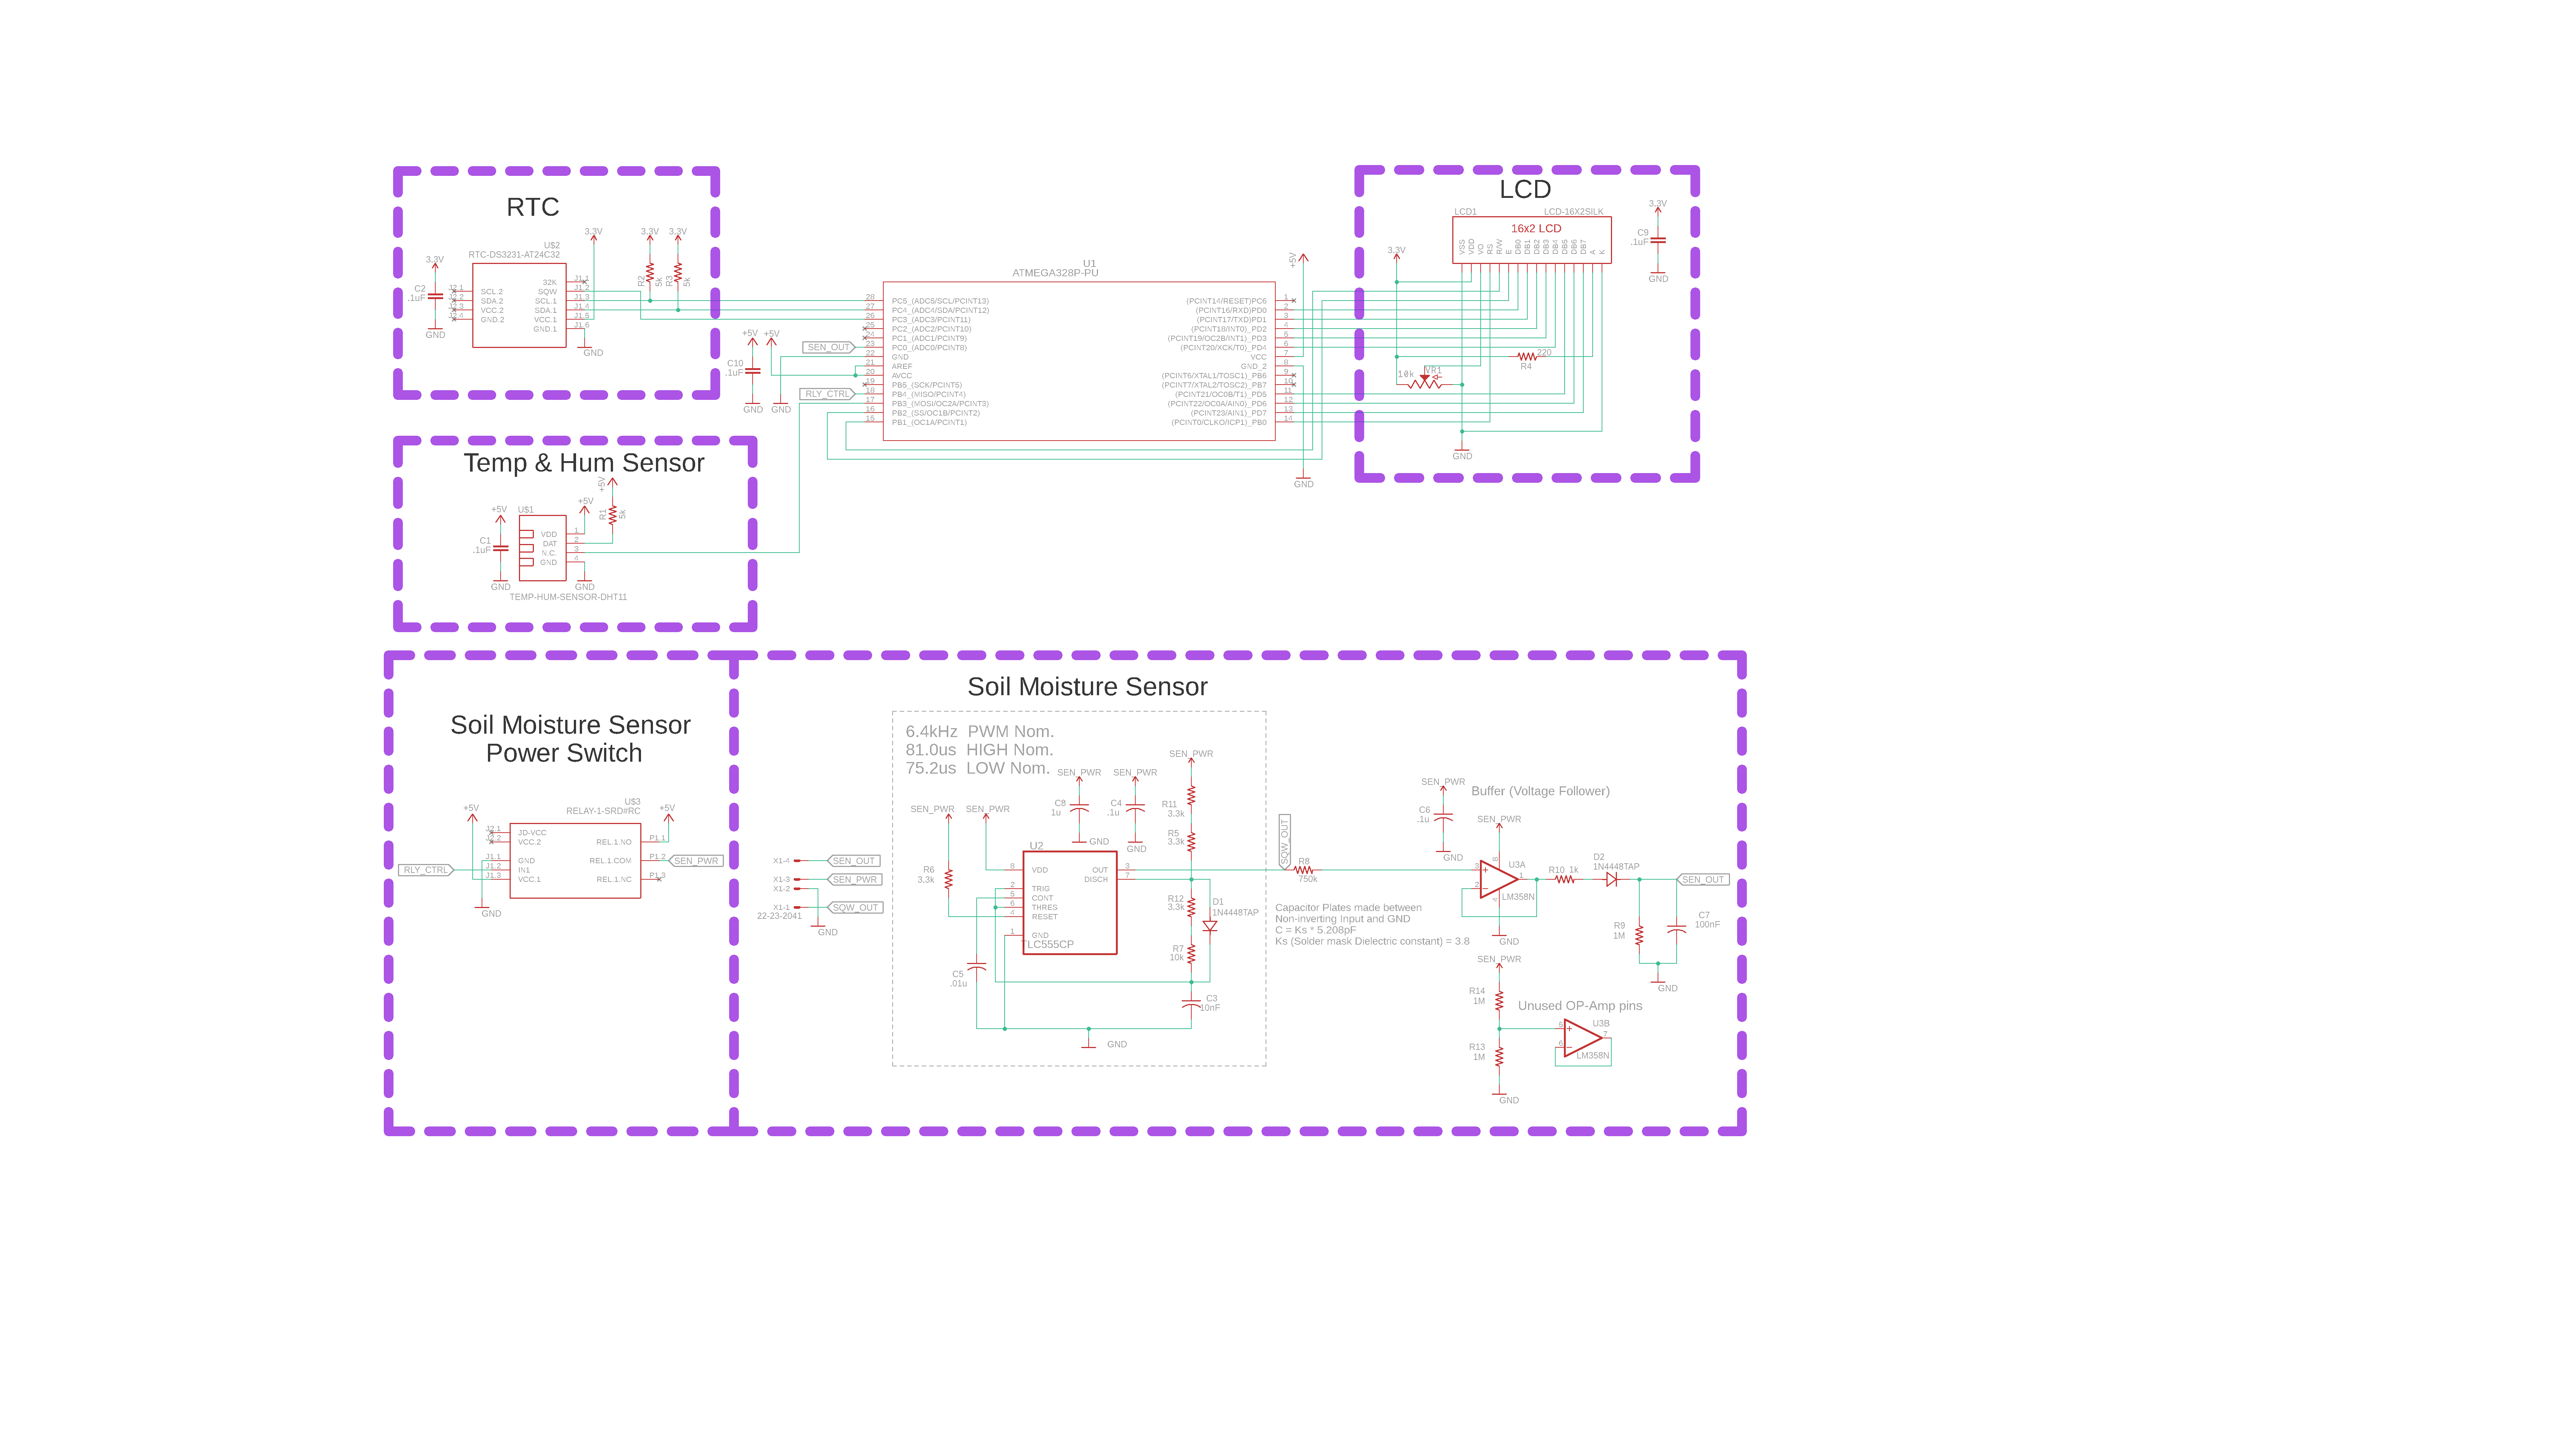 RTC
U$2
RTC-DS3231-AT24C32
3.3V
C2
.1uF
GND
J2.1
J2.2
J2.3
J2.4
SCL.2
SDA.2
VCC.2
GND.2
32K
SQW
SCL.1
SDA.1
VCC.1
GND.1
J1.1
J1.2
J1.3
J1.4
J1.5
J1.6
3.3V
GND
3.3V
3.3V
R2
5k
R3
5k
U1
ATMEGA328P-PU
28
27
26
25
24
23
22
21
20
19
18
17
16
15
PC5_(ADC5/SCL/PCINT13)
PC4_(ADC4/SDA/PCINT12)
PC3_(ADC3/PCINT11)
PC2_(ADC2/PCINT10)
PC1_(ADC1/PCINT9)
PC0_(ADC0/PCINT8)
GND
AREF
AVCC
PB5_(SCK/PCINT5)
PB4_(MISO/PCINT4)
PB3_(MOSI/OC2A/PCINT3)
PB2_(SS/OC1B/PCINT2)
PB1_(OC1A/PCINT1)
(PCINT14/RESET)PC6
(PCINT16/RXD)PD0
(PCINT17/TXD)PD1
(PCINT18/INT0)_PD2
(PCINT19/OC2B/INT1)_PD3
(PCINT20/XCK/T0)_PD4
VCC
GND_2
(PCINT6/XTAL1/TOSC1)_PB6
(PCINT7/XTAL2/TOSC2)_PB7
(PCINT21/OC0B/T1)_PD5
(PCINT22/OC0A/AIN0)_PD6
(PCINT23/AIN1)_PD7
(PCINT0/CLKO/ICP1)_PB0
1
2
3
4
5
6
7
8
9
10
11
12
13
14
SEN_OUT
RLY_CTRL
+5V
+5V
C10
.1uF
GND
GND
+5V
GND
LCD
LCD1
LCD-16X2SILK
16x2 LCD
VSS
VDD
VO
RS
R/W
E
DB0
DB1
DB2
DB3
DB4
DB5
DB6
DB7
A
K
3.3V
C9
.1uF
GND
3.3V
10k
VR1
220
R4
GND
Temp & Hum Sensor
+5V
C1
.1uF
GND
U$1
VDD
DAT
N.C.
GND
1
2
3
4
+5V
+5V
R1
5k
GND
TEMP-HUM-SENSOR-DHT11
Soil Moisture Sensor
Power Switch
U$3
RELAY-1-SRD#RC
+5V
+5V
J2.1
J2.2
J1.1
J1.2
J1.3
JD-VCC
VCC.2
GND
IN1
VCC.1
REL.1.NO
REL.1.COM
REL.1.NC
P1.1
P1.2
P1.3
RLY_CTRL
SEN_PWR
GND
Soil Moisture Sensor
6.4kHz PWM Nom.
81.0us HIGH Nom.
75.2us LOW Nom.
X1-4
X1-3
X1-2
X1-1
22-23-2041
SEN_OUT
SEN_PWR
SQW_OUT
GND
SEN_PWR
SEN_PWR
SEN_PWR
SEN_PWR
SEN_PWR
C8
1u
C4
.1u
GND
GND
R11
3.3k
R5
3.3k
R6
3.3k
U2
8
2
5
6
4
1
VDD
TRIG
CONT
THRES
RESET
GND
OUT
DISCH
3
7
TLC555CP
R12
3.3k
R7
10k
D1
1N4448TAP
C5
.01u
C3
10nF
GND
SQW_OUT
R8
750k
Capacitor Plates made between
Non-inverting Input and GND
C = Ks * 5.208pF
Ks (Solder mask Dielectric constant) = 3.8
SEN_PWR
Buffer (Voltage Follower)
C6
.1u
GND
SEN_PWR
3
2
8
4
1
U3A
LM358N
GND
R10 1k
D2
1N4448TAP
SEN_OUT
R9
1M
C7
100nF
GND
SEN_PWR
R14
1M
Unused OP-Amp pins
5
6
7
U3B
LM358N
R13
1M
GND